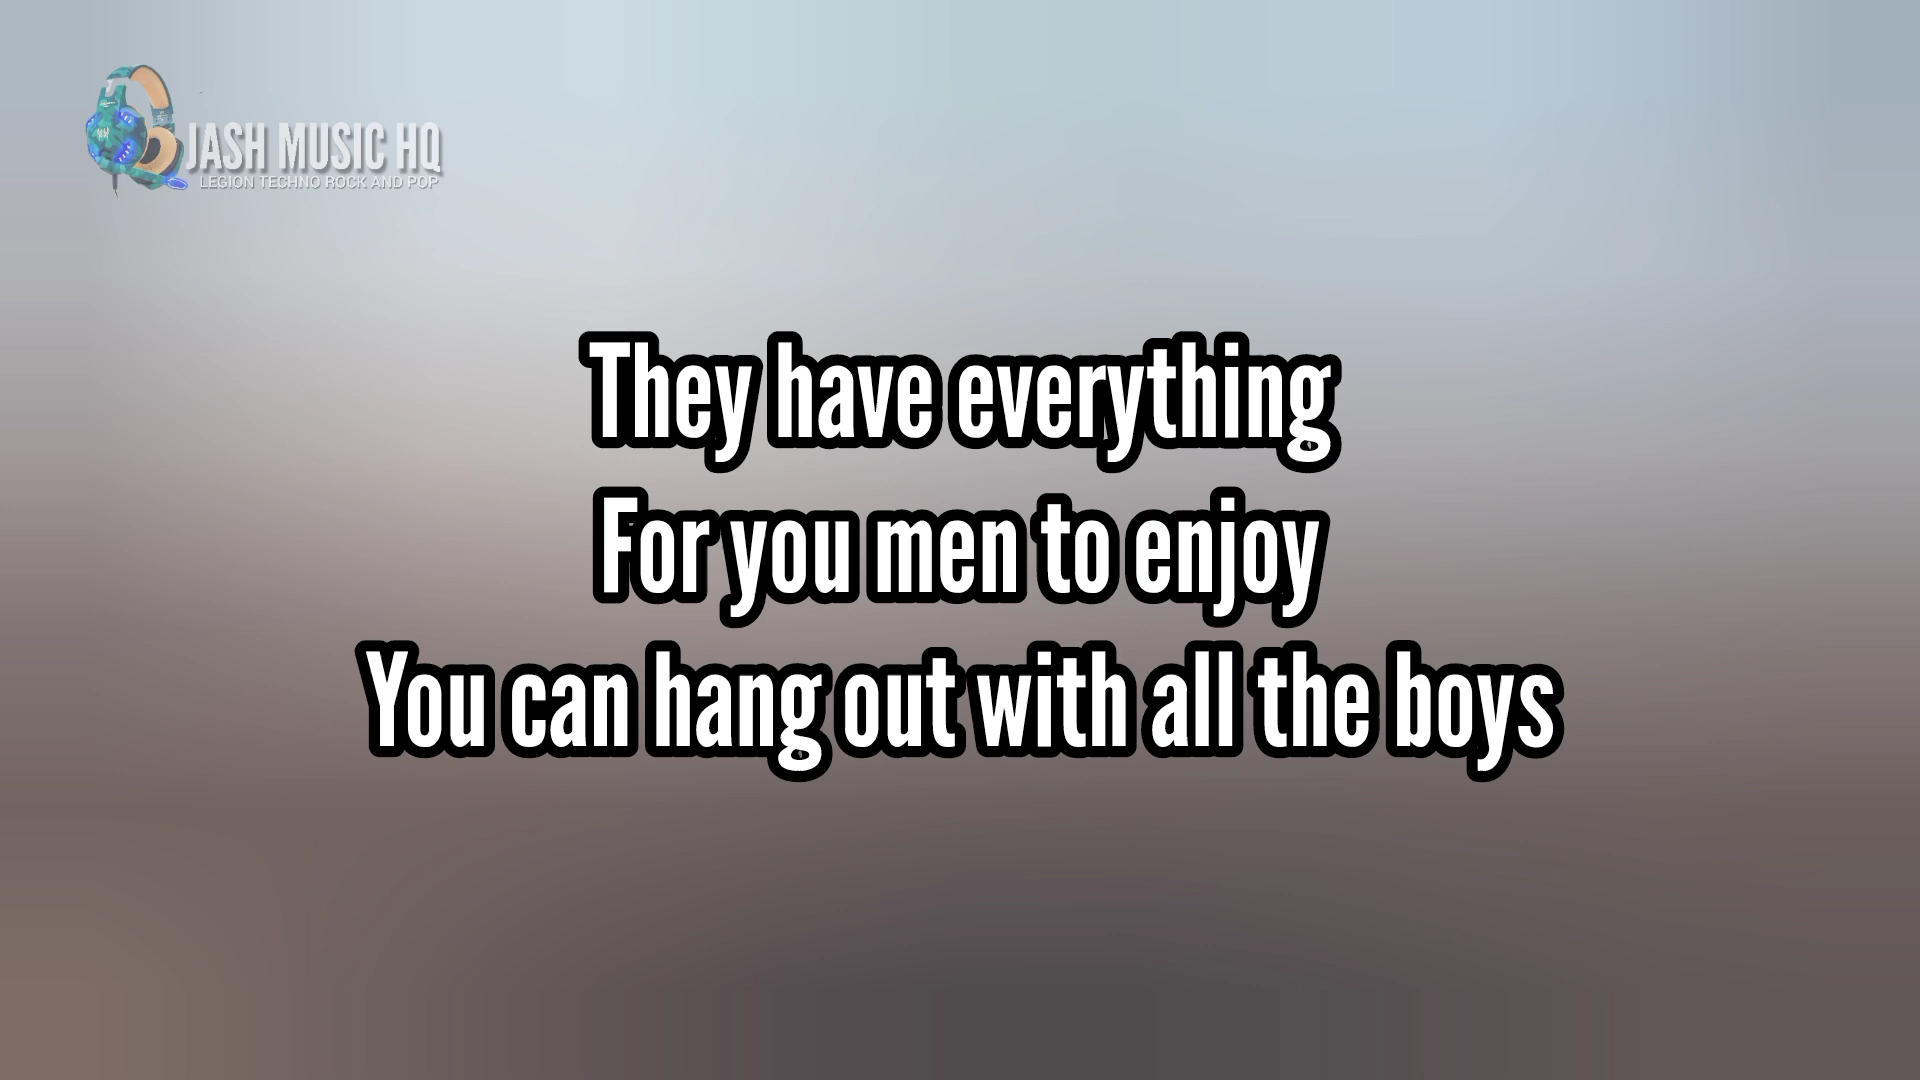 JASH MUSIC HQ
LEGION TECHNO ROCK AND POP
They have everything
For you men to enjoy
You can hang out with all the boys